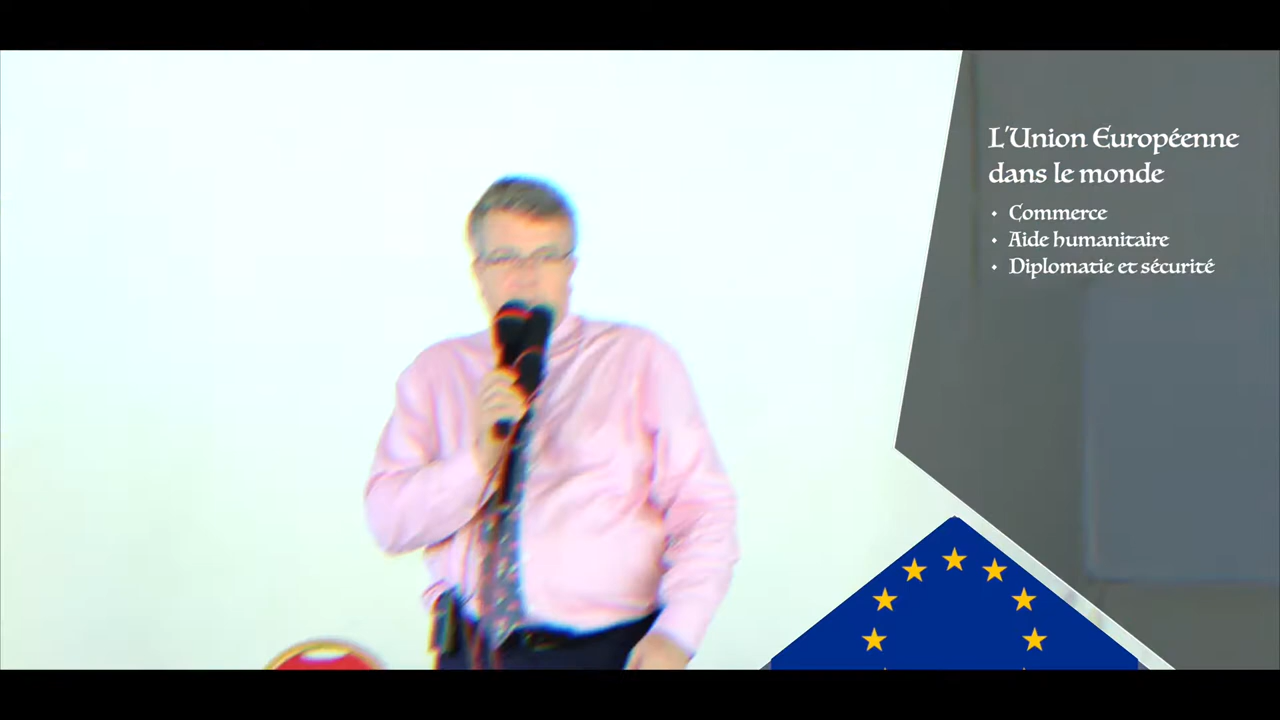 L'Union Européenne
dans le monde
• Commerce
• Aide humanitaire
• Diplomatie et sécurité